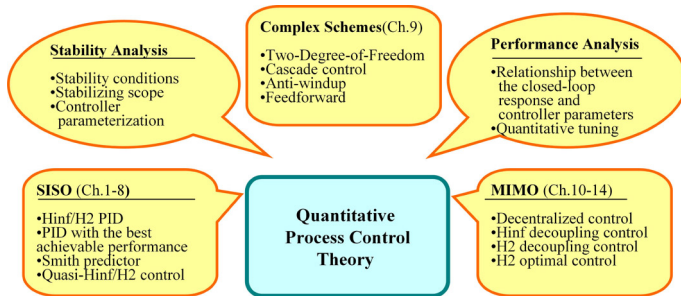 Stability Analysis
•Stability conditions
•Stabilizing scope
•Controller
parameterization
Complex Schemes(Ch.9)
•Two-Degree-of-Freedom
•Cascade control
•Anti-windup
•Feedforward
Performance Analysis
•Relationship between
the closed-loop
response and
controller parameters
•Quantitative tuning
SISO (Ch.1-8)
•Hinf/H2 PID
•PID with the best
achievable performance
•Smith predictor
•Quasi-Hinf/H2 control
Quantitative
Process Control
Theory
MIMO (Ch.10-14)
•Decentralized control
•Hinf decoupling control
•H2 decoupling control
•H2 optimal control